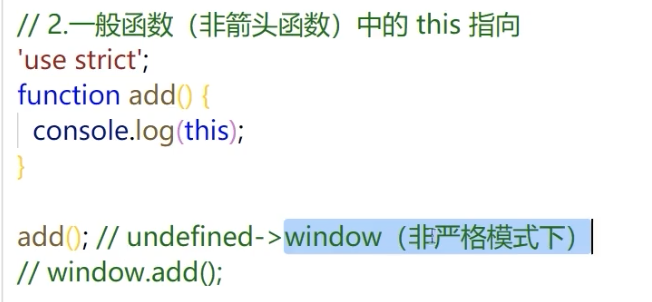 // 2.一般函数（非箭头函数）中的 this 指向
'use strict';
function add() {
console.log(this);
}
add(); // undefined->window（非严格模式下）
// window.add();